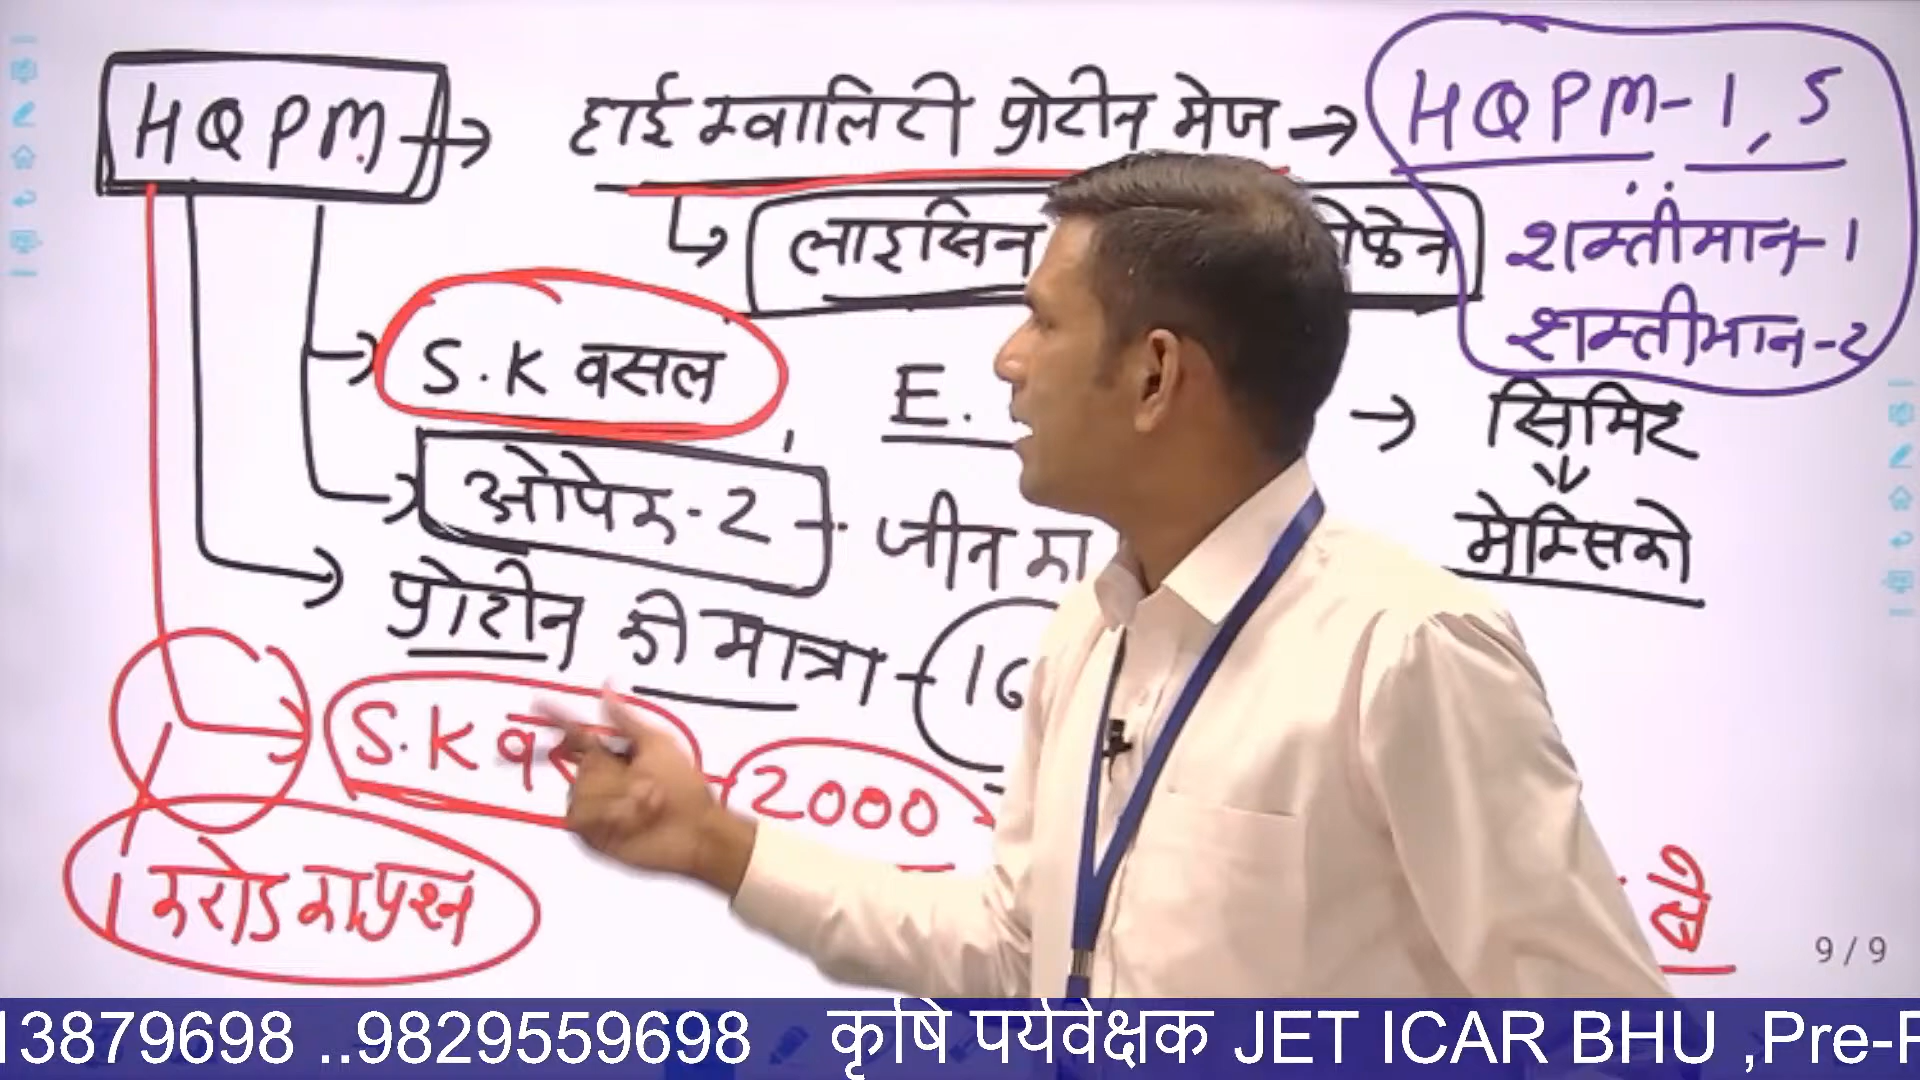 HQPM → हाई क्वालिटी प्रोटीन मेज → HQPM-1, 5
लाइसिन
शक्तीमान-1
शक्तीमान-2
S.K वसल
E. → सिमिट
ओपेक-2 - जीन का
मेक्सिको
प्रोटीन की मात्रा -
S.K
2000
करोड का प्रश्न
9 / 9
13879698 ..9829559698 कृषि पर्यवेक्षक JET ICAR BHU ,Pre-